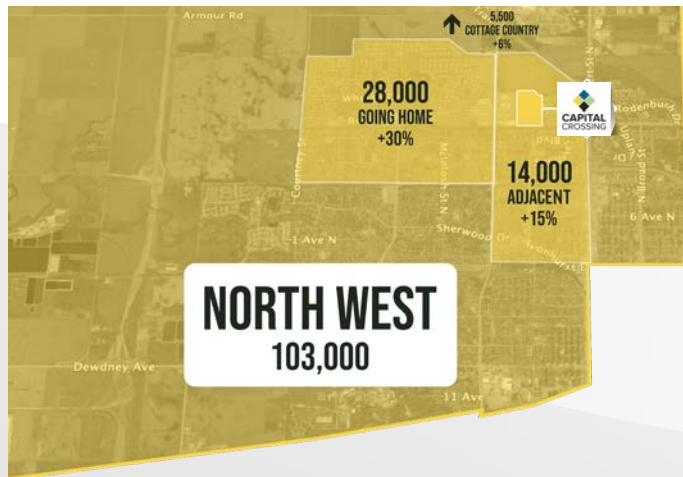 Armour Rd
5,500
COTTAGE COUNTRY
+6%
28,000
GOING HOME
+30%
CAPITAL
CROSSING
Rodenbush Dr
Courtney St
McIntosh St N
14,000
ADJACENT
+15%
N Broad St
6 Ave N
1 Ave N
Sherwood Dr
NORTH WEST
103,000
Dewdney Ave
11 Ave